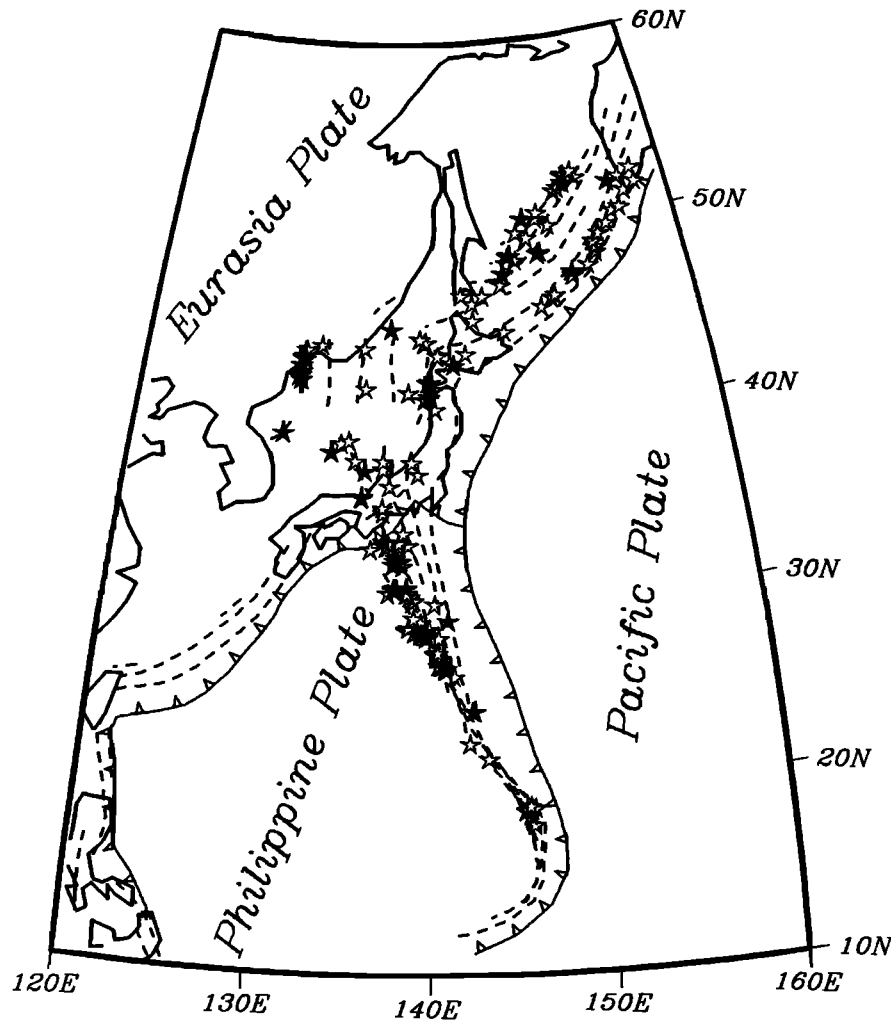 60N
Eurasia Plate
50N
40N
Pacific Plate
30N
Philippine Plate
20N
10N
120E
130E
140E
150E
160E